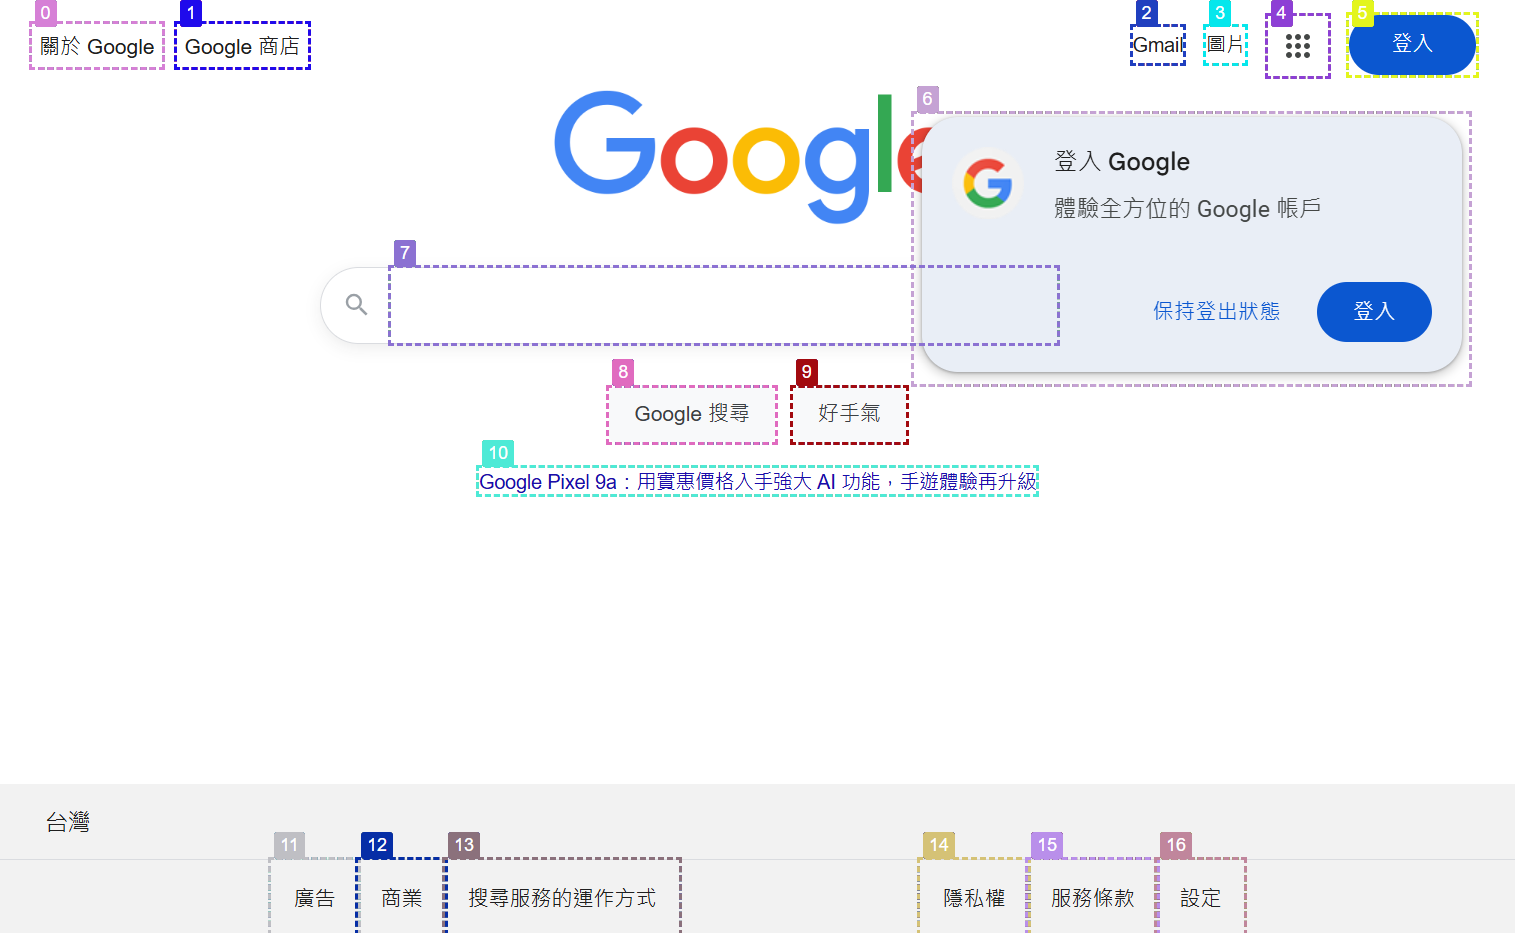 0
1
2
3
4
5
關於 Google
Google 商店
Gmail
圖片
登入
6
Google
登入 Google
體驗全方位的 Google 帳戶
7
保持登出狀態
登入
8
9
Google 搜尋
好手氣
10
Google Pixel 9a：用實惠價格入手強大 AI 功能，手遊體驗再升級
台灣
11
12
13
14
15
16
廣告
商業
搜尋服務的運作方式
隱私權
服務條款
設定